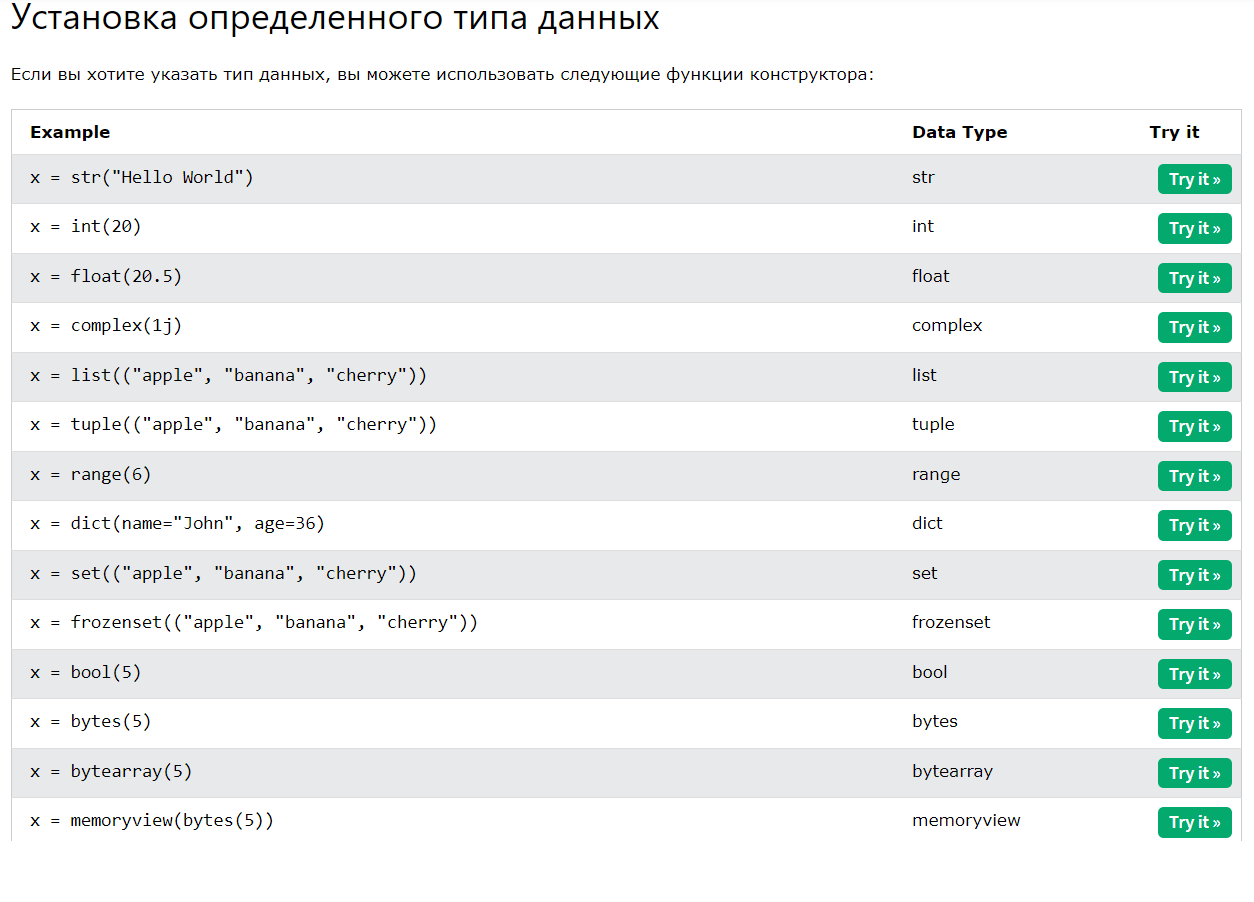 Установка определенного типа данных
Если вы хотите указать тип данных, вы можете использовать следующие функции конструктора:
Example Data Type Try it
x = str("Hello World") str Try it »
x = int(20) int Try it »
x = float(20.5) float Try it »
x = complex(1j) complex Try it »
x = list(("apple", "banana", "cherry")) list Try it »
x = tuple(("apple", "banana", "cherry")) tuple Try it »
x = range(6) range Try it »
x = dict(name="John", age=36) dict Try it »
x = set(("apple", "banana", "cherry")) set Try it »
x = frozenset(("apple", "banana", "cherry")) frozenset Try it »
x = bool(5) bool Try it »
x = bytes(5) bytes Try it »
x = bytearray(5) bytearray Try it »
x = memoryview(bytes(5)) memoryview Try it »